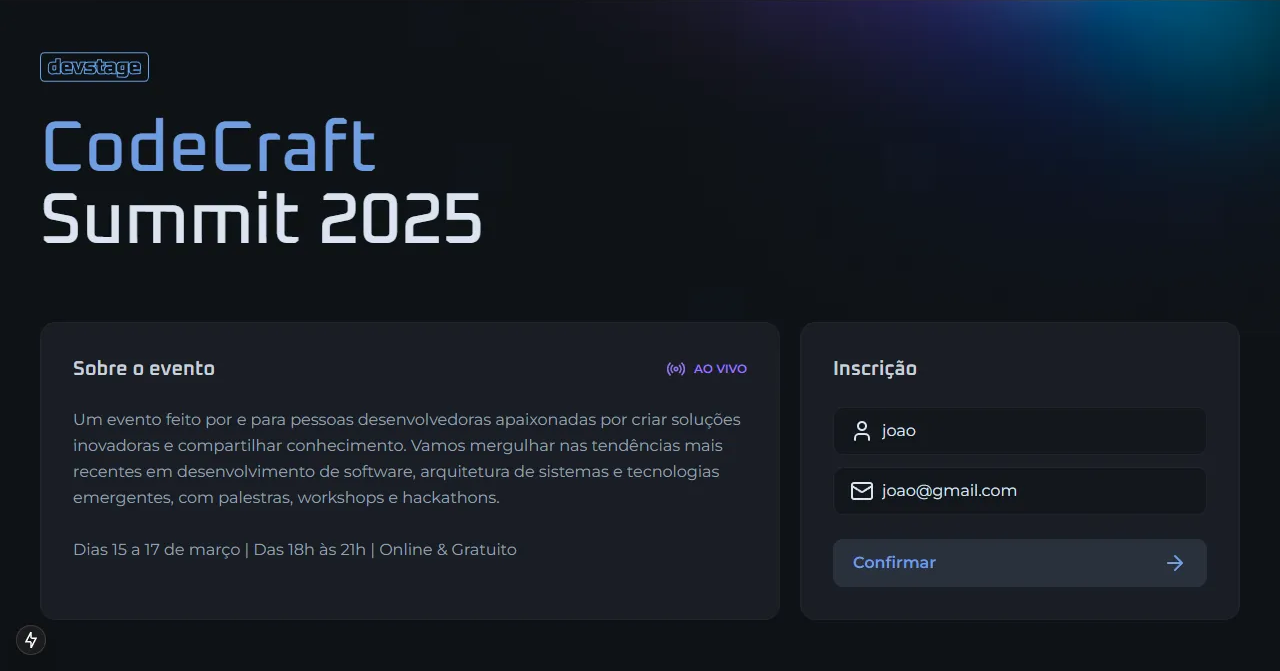 devstage
CodeCraft
Summit 2025
Sobre o evento
AO VIVO
Um evento feito por e para pessoas desenvolvedoras apaixonadas por criar soluções
inovadoras e compartilhar conhecimento. Vamos mergulhar nas tendências mais
recentes em desenvolvimento de software, arquitetura de sistemas e tecnologias
emergentes, com palestras, workshops e hackathons.
Dias 15 a 17 de março | Das 18h às 21h | Online & Gratuito
Inscrição
joao
joao@gmail.com
Confirmar